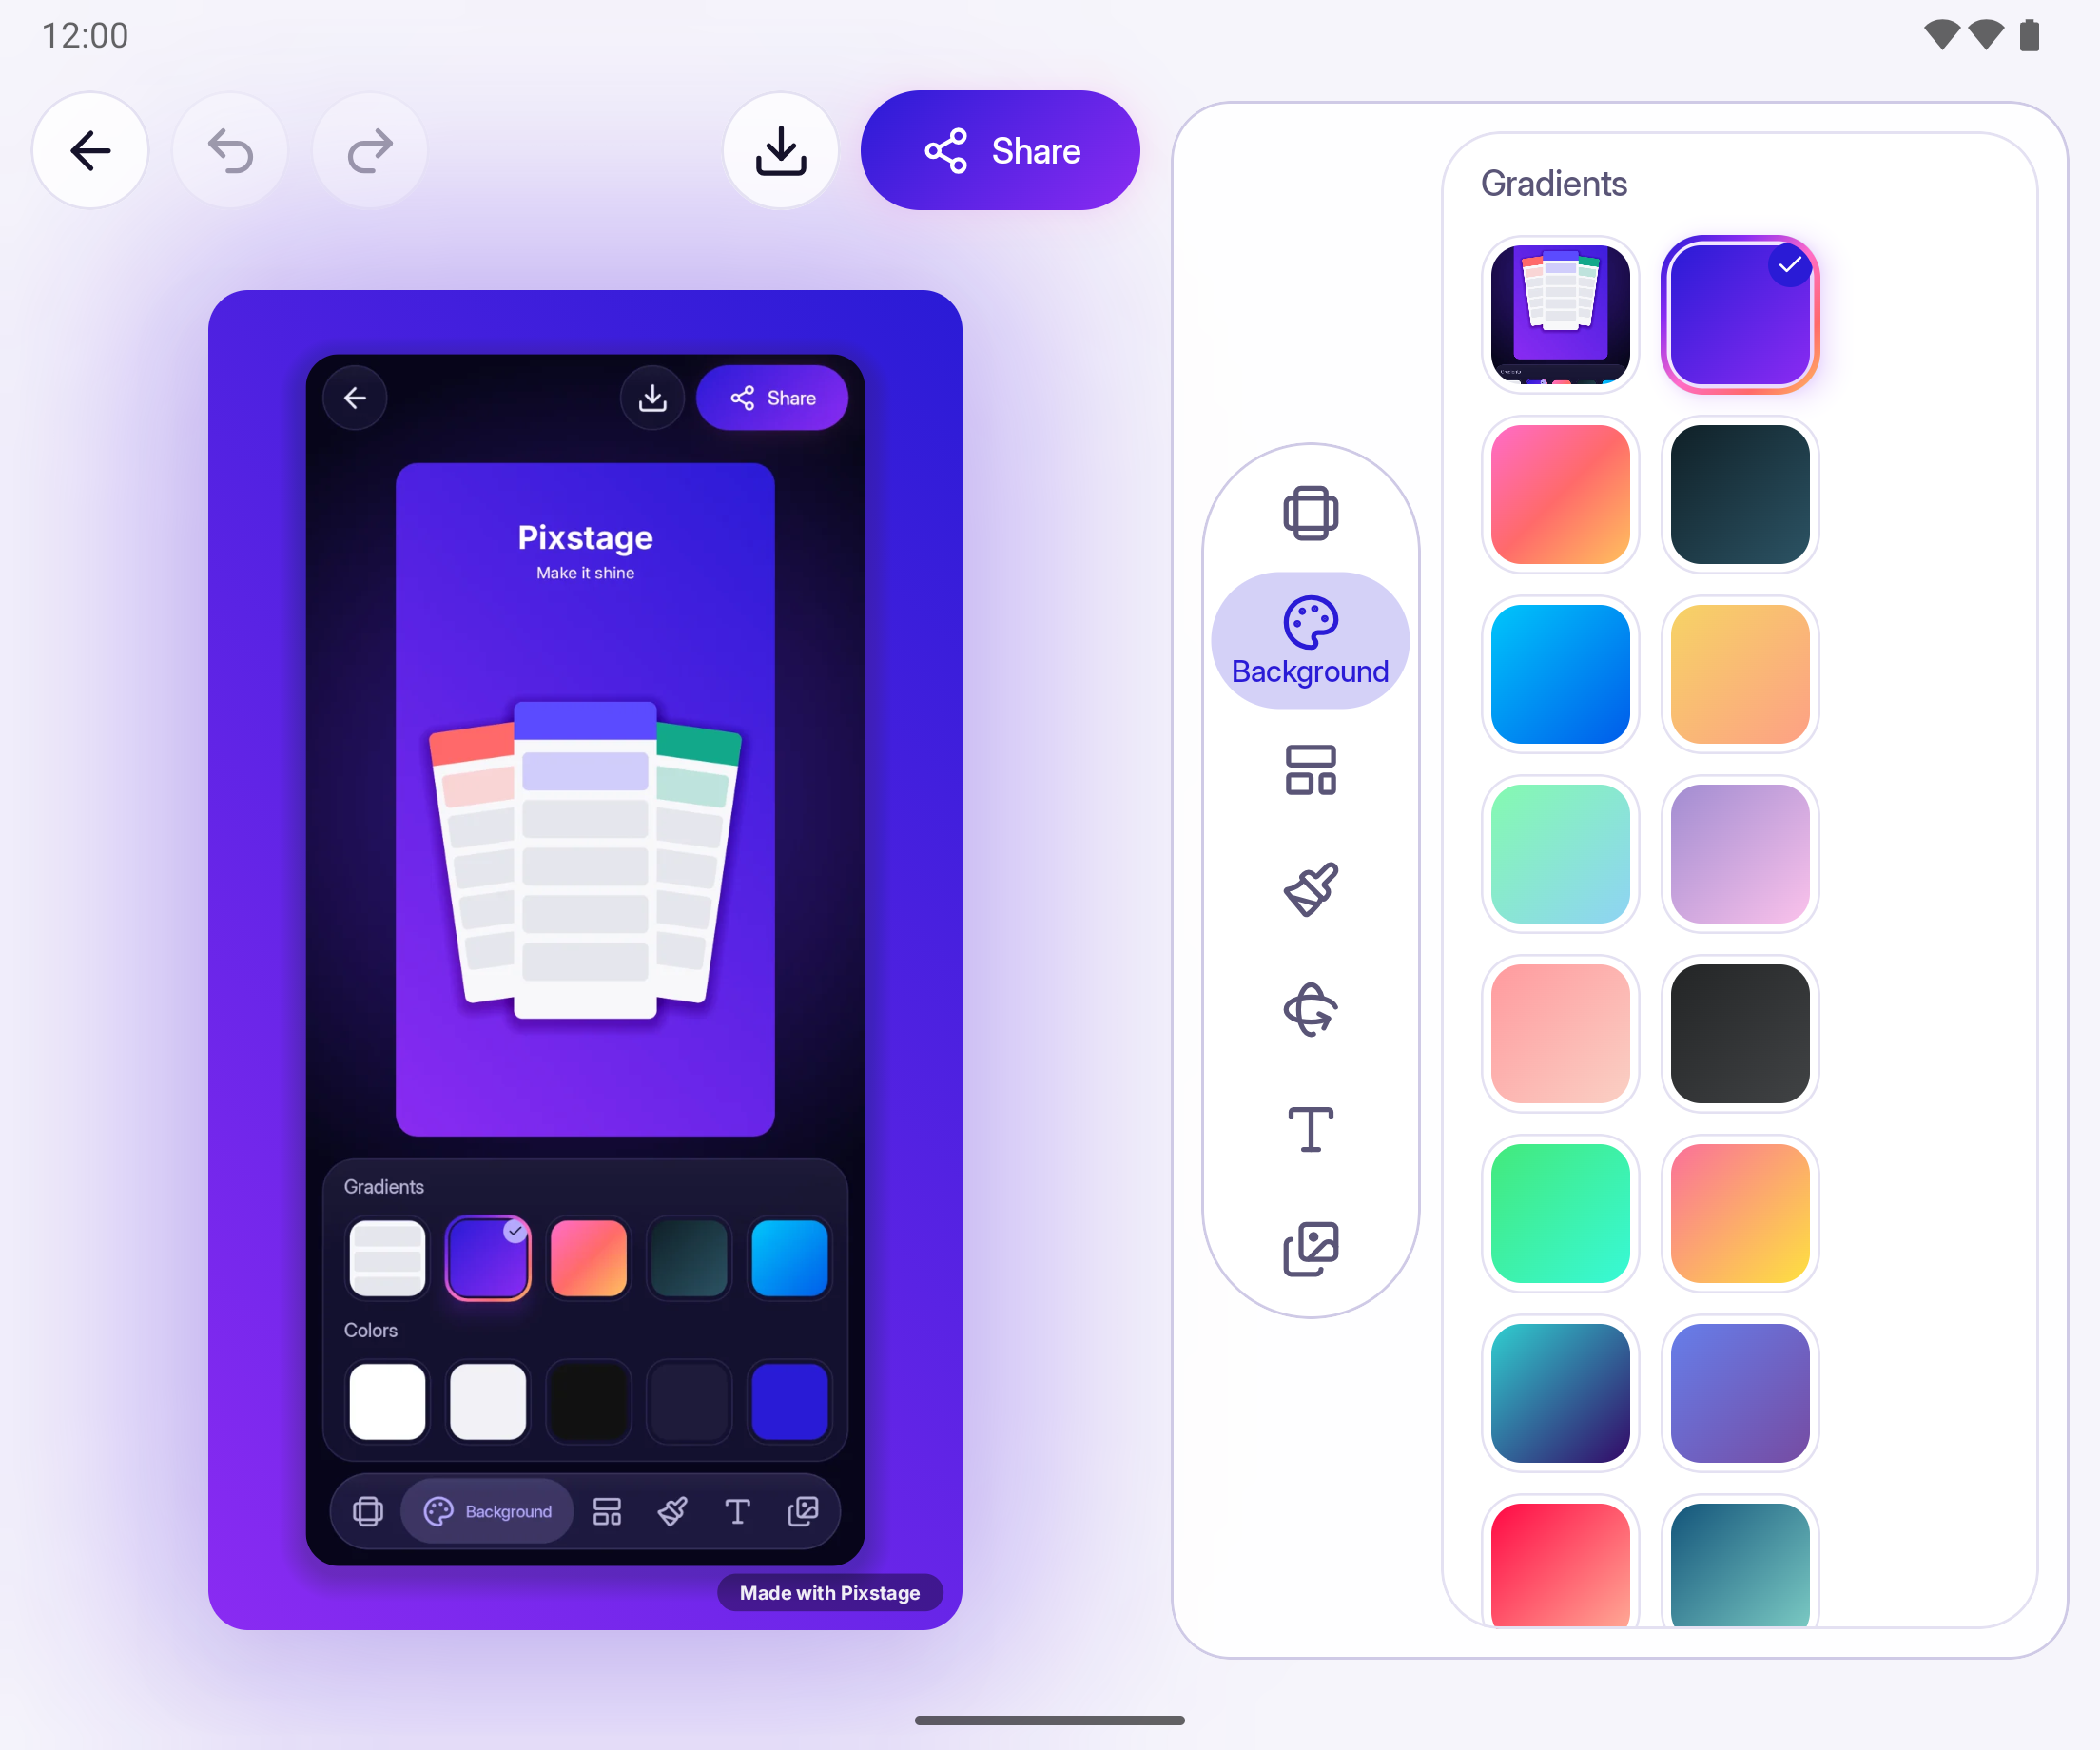 12:00
Share
Gradients
Share
Pixstage
Make it shine
Background
Gradients
Colors
Background
Made with Pixstage